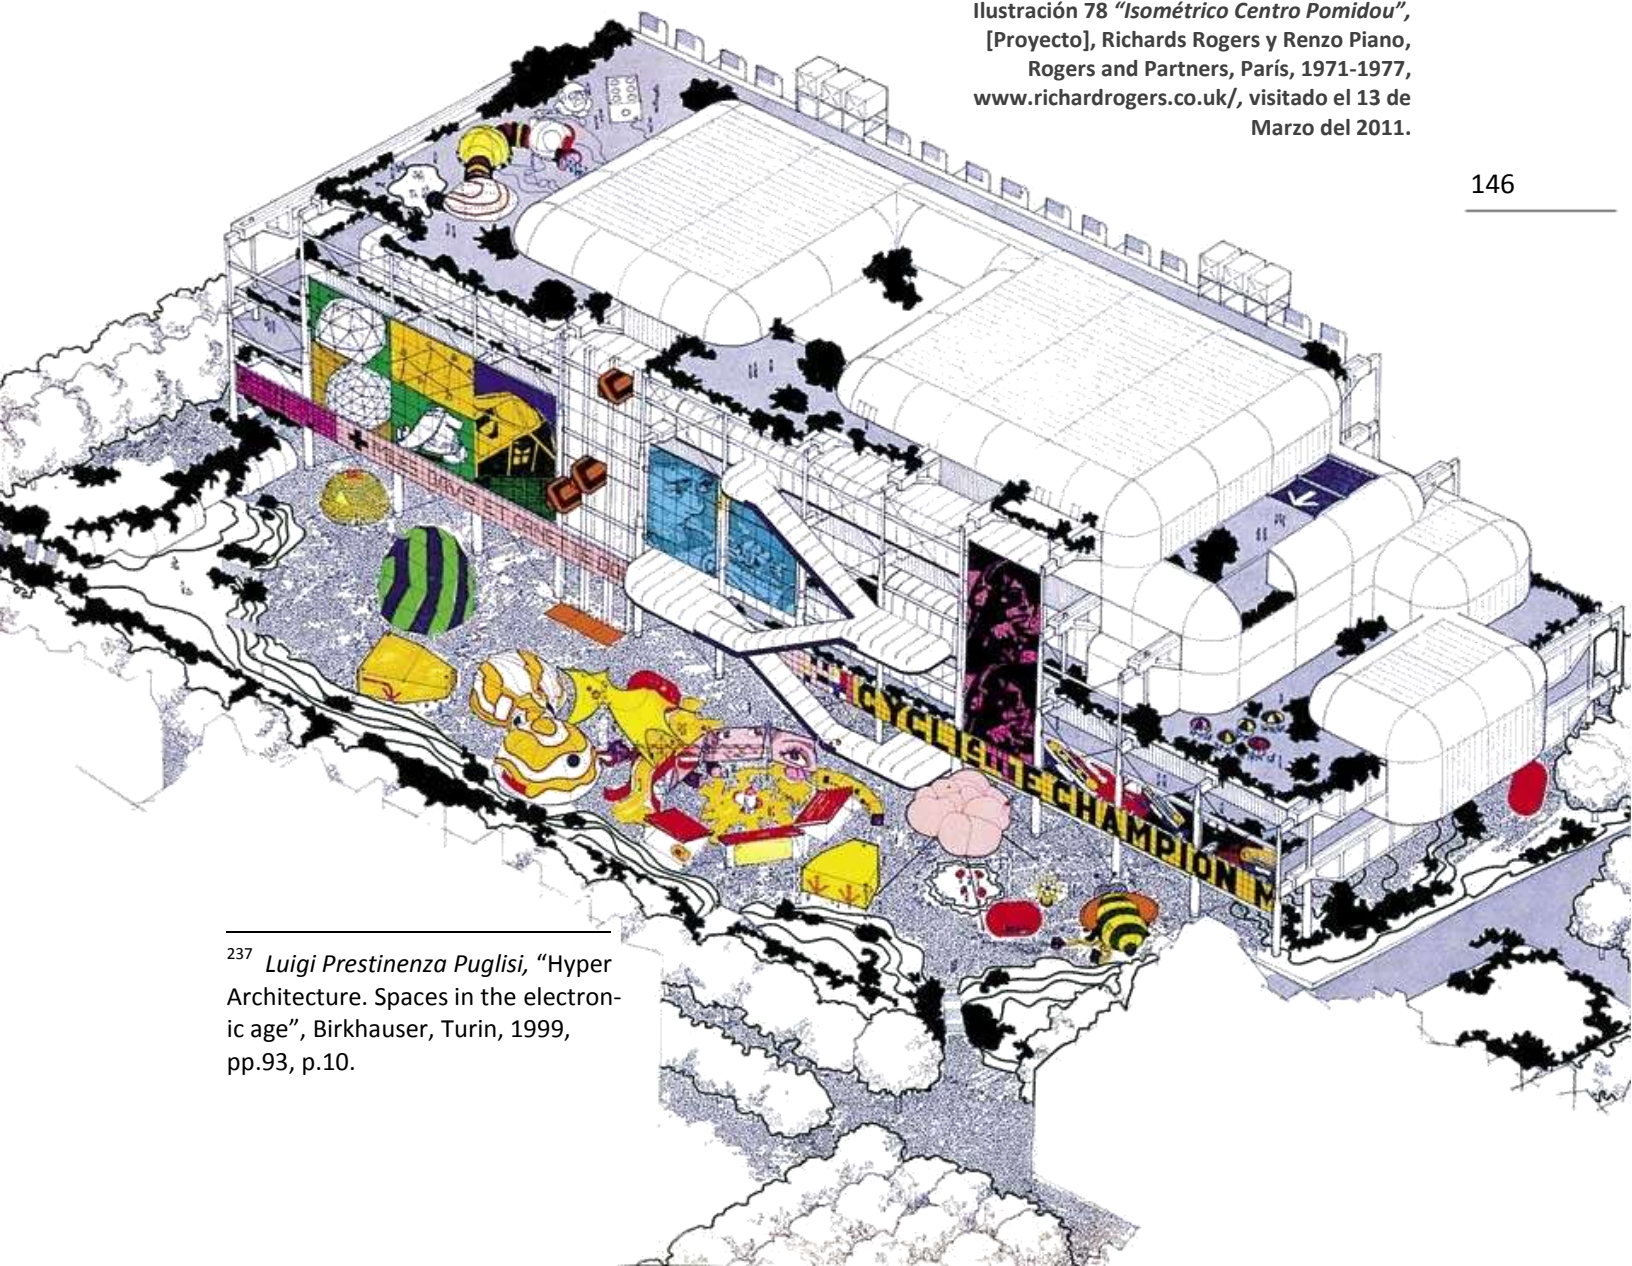 Ilustración 78 “Isométrico Centro Pomidou”,
[Proyecto], Richards Rogers y Renzo Piano,
Rogers and Partners, París, 1971-1977,
www.richardrogers.co.uk/, visitado el 13 de
Marzo del 2011.
146
CYCLISTE CHAMPION M
237 Luigi Prestinenza Puglisi, “Hyper
Architecture. Spaces in the electron-
ic age”, Birkhauser, Turin, 1999,
pp.93, p.10.